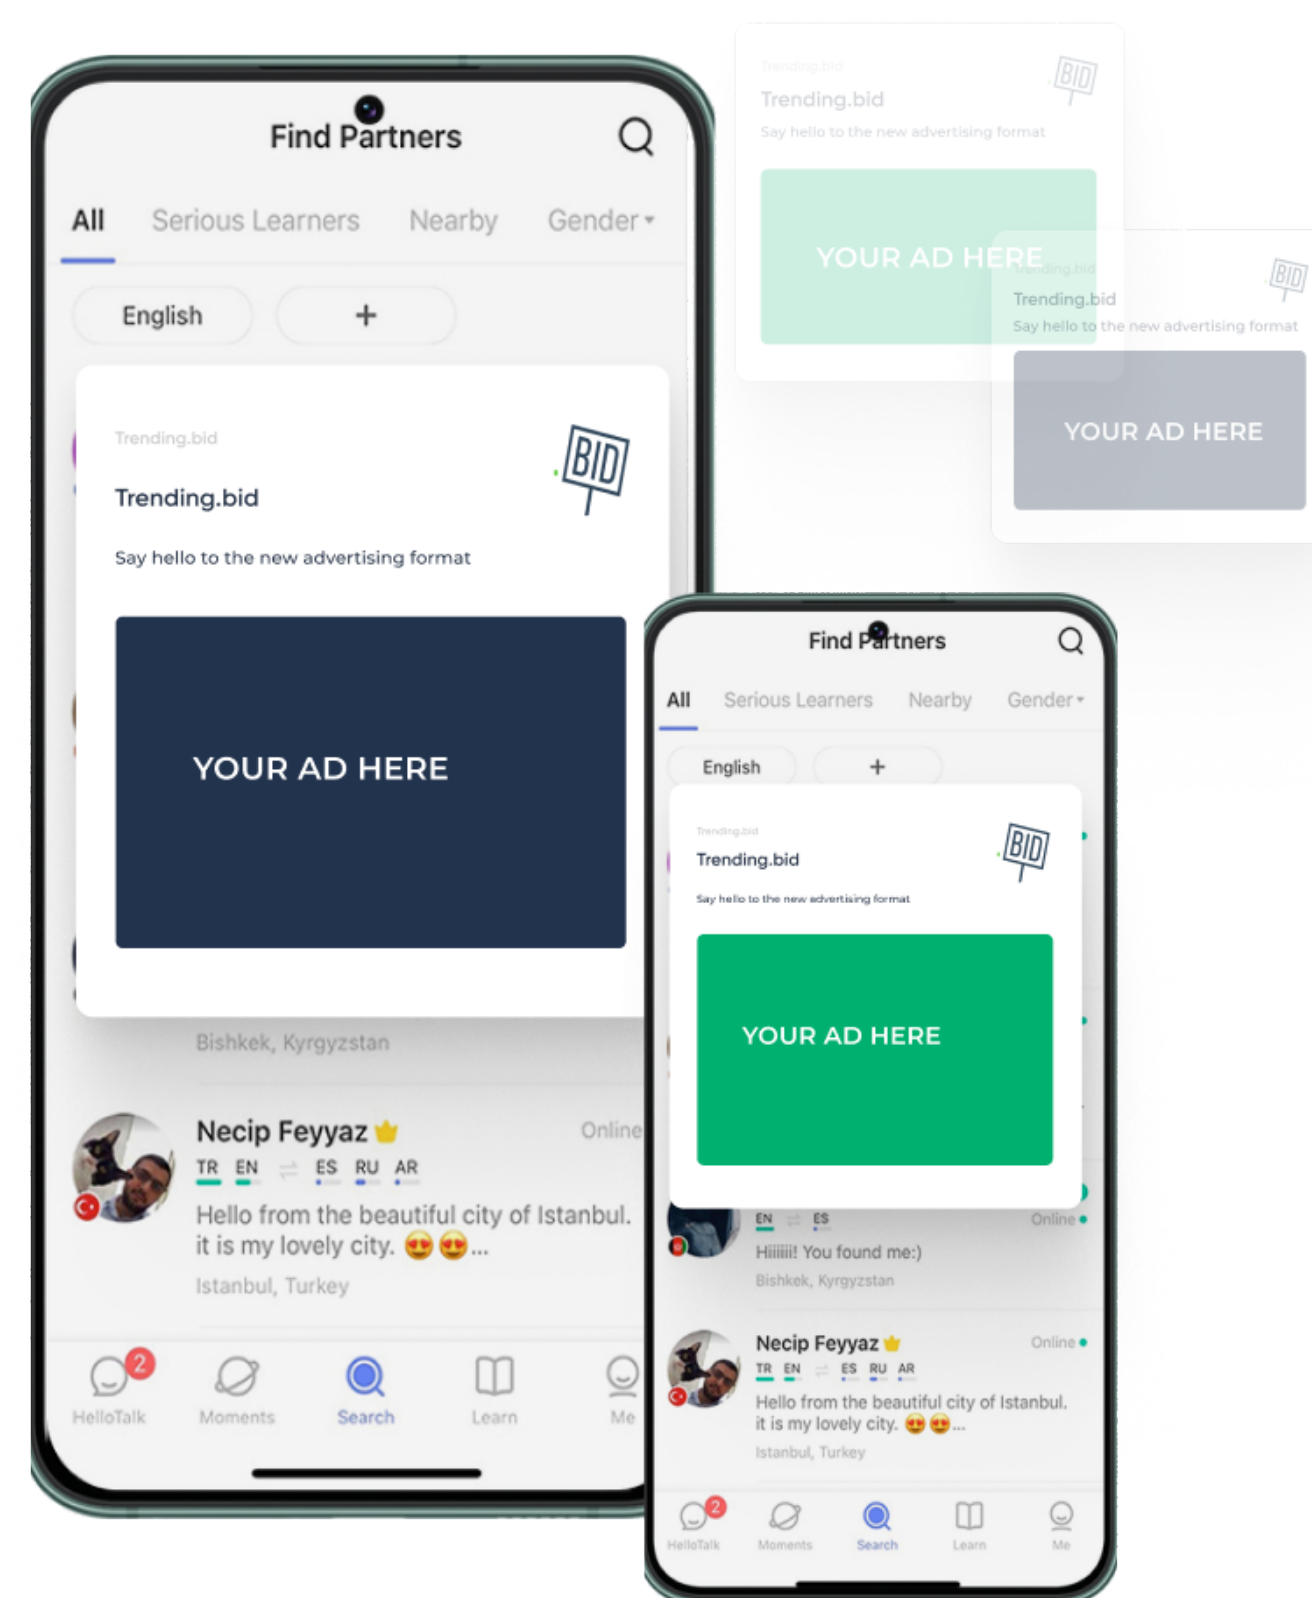 Find Partners
All Serious Learners Nearby Gender
English +
Trending.bid
BID
Trending.bid
Say hello to the new advertising format
YOUR AD HERE
Bishkek, Kyrgyzstan
Necip Feyyaz Online
TR EN ES RU AR
Hello from the beautiful city of Istanbul.
it is my lovely city. 😍😍...
Istanbul, Turkey
2
HelloTalk Moments Search Learn Me
Trending.bid
BID
Trending.bid
Say hello to the new advertising format
YOUR AD HERE
Trending.bid
BID
Trending.bid
Say hello to the new advertising format
YOUR AD HERE
Find Partners
All Serious Learners Nearby Gender
English +
Trending.bid
BID
Trending.bid
Say hello to the new advertising format
YOUR AD HERE
EN ES Online
Hiiiiii! You found me:)
Bishkek, Kyrgyzstan
Necip Feyyaz Online
TR EN ES RU AR
Hello from the beautiful city of Istanbul.
it is my lovely city. 😍😍...
Istanbul, Turkey
2
HelloTalk Moments Search Learn Me